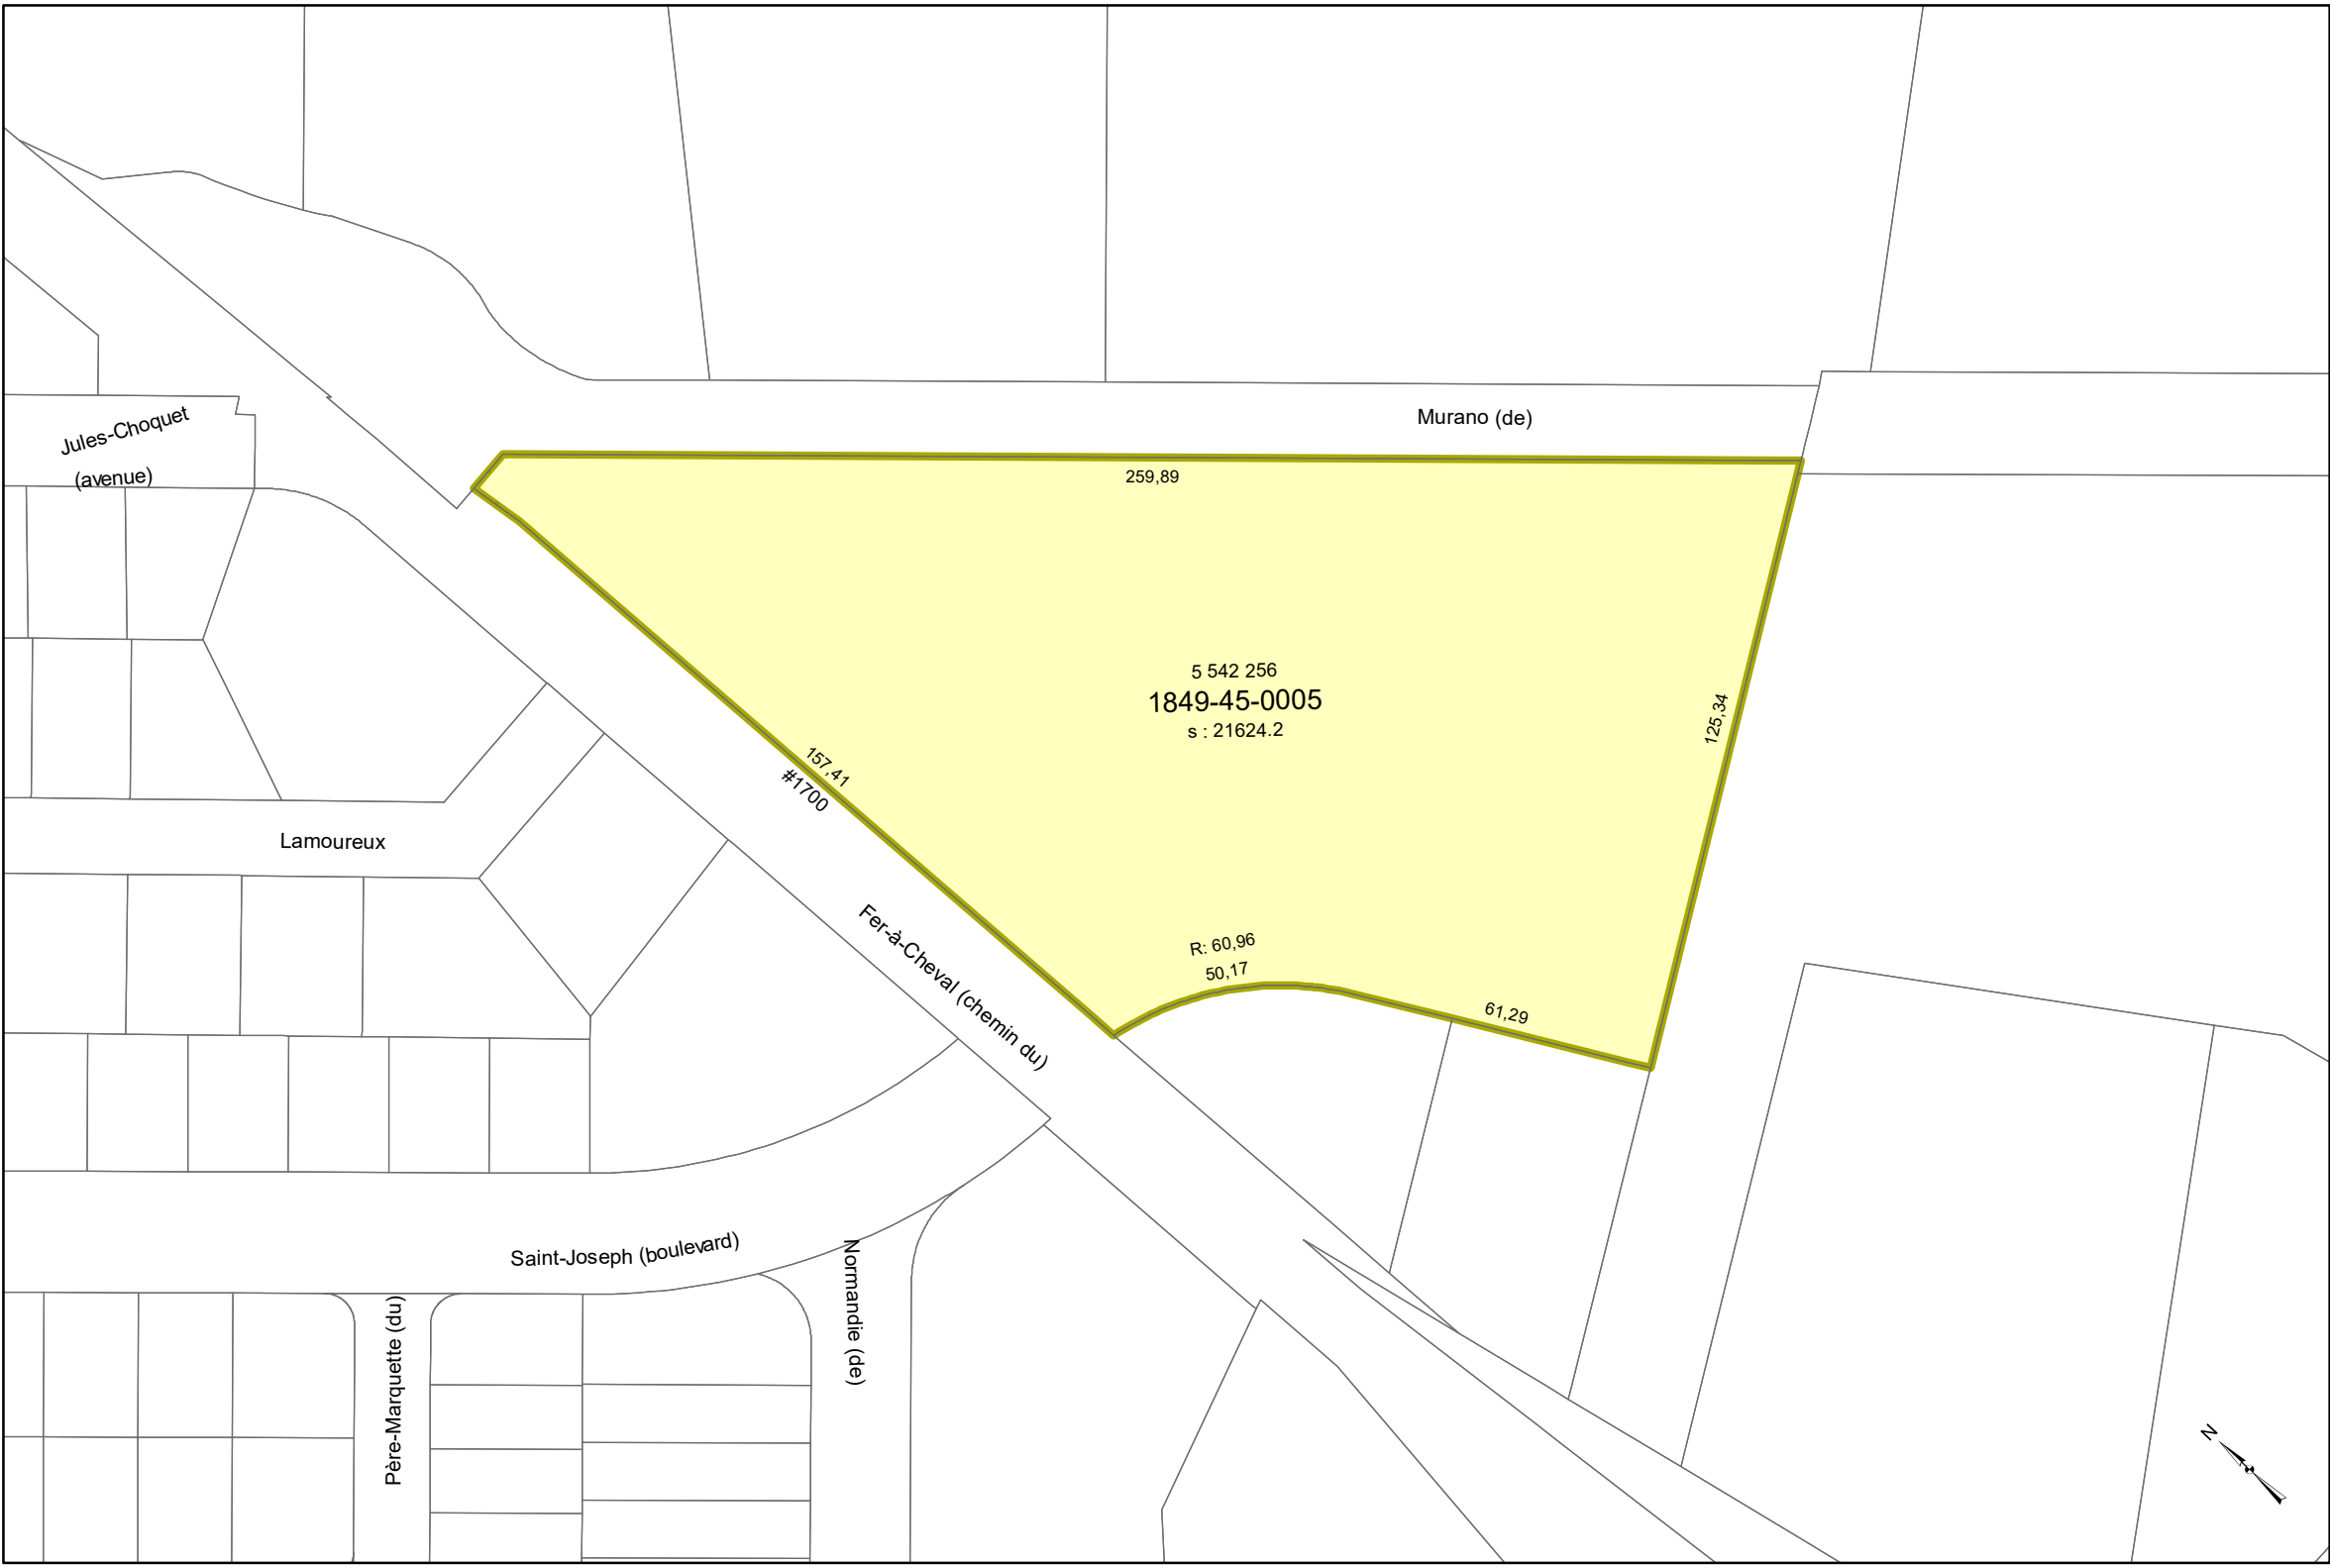 Murano (de)
Jules-Choquet
(avenue)
259,89
5 542 256
1849-45-0005
s : 21624.2
125,34
157,41
#1700
Lamoureux
Fer-à-Cheval (chemin du)
R: 60,96
50,17
61,29
Saint-Joseph (boulevard)
Normandie (de)
Père-Marquette (du)
N